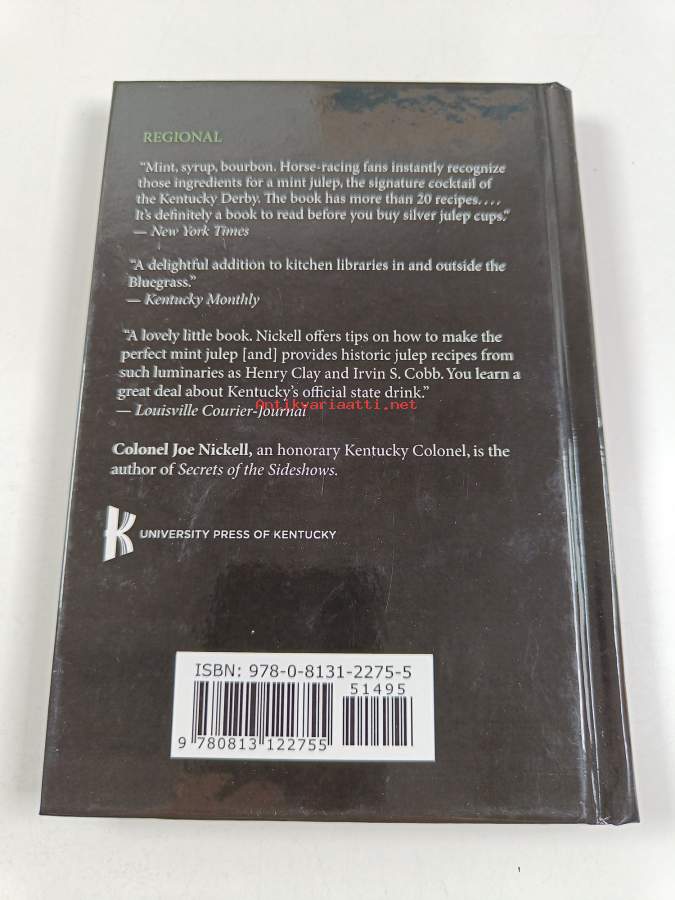 REGIONAL
“Mint, syrup, bourbon. Horse-racing fans instantly recognize
those ingredients for a mint julep, the signature cocktail of
the Kentucky Derby. The book has more than 20 recipes. . . .
It’s definitely a book to read before you buy silver julep cups.”
— New York Times
“A delightful addition to kitchen libraries in and outside the
Bluegrass.”
— Kentucky Monthly
“A lovely little book. Nickell offers tips on how to make the
perfect mint julep [and] provides historic julep recipes from
such luminaries as Henry Clay and Irvin S. Cobb. You learn a
great deal about Kentucky’s official state drink.”
Antikvariaatti.net
— Louisville Courier-Journal
Colonel Joe Nickell, an honorary Kentucky Colonel, is the
author of Secrets of the Sideshows.
K UNIVERSITY PRESS OF KENTUCKY
ISBN: 978-0-8131-2275-5
51495
9 780813 122755